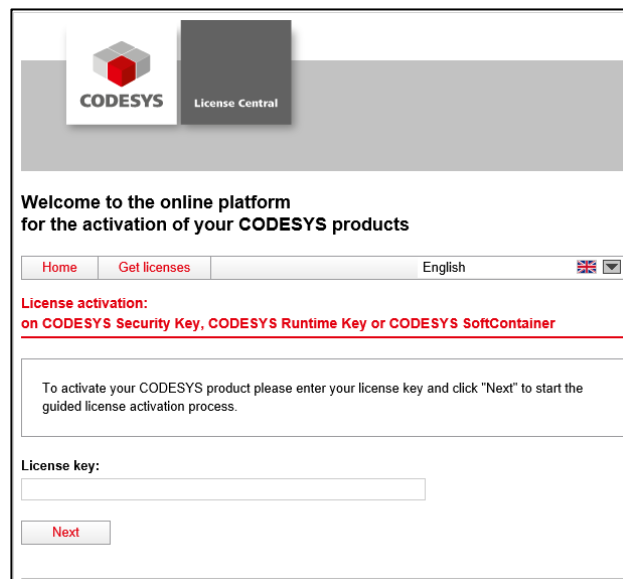 CODESYS
License Central
Welcome to the online platform
for the activation of your CODESYS products
Home
Get licenses
English
License activation:
on CODESYS Security Key, CODESYS Runtime Key or CODESYS SoftContainer
To activate your CODESYS product please enter your license key and click "Next" to start the
guided license activation process.
License key:
Next